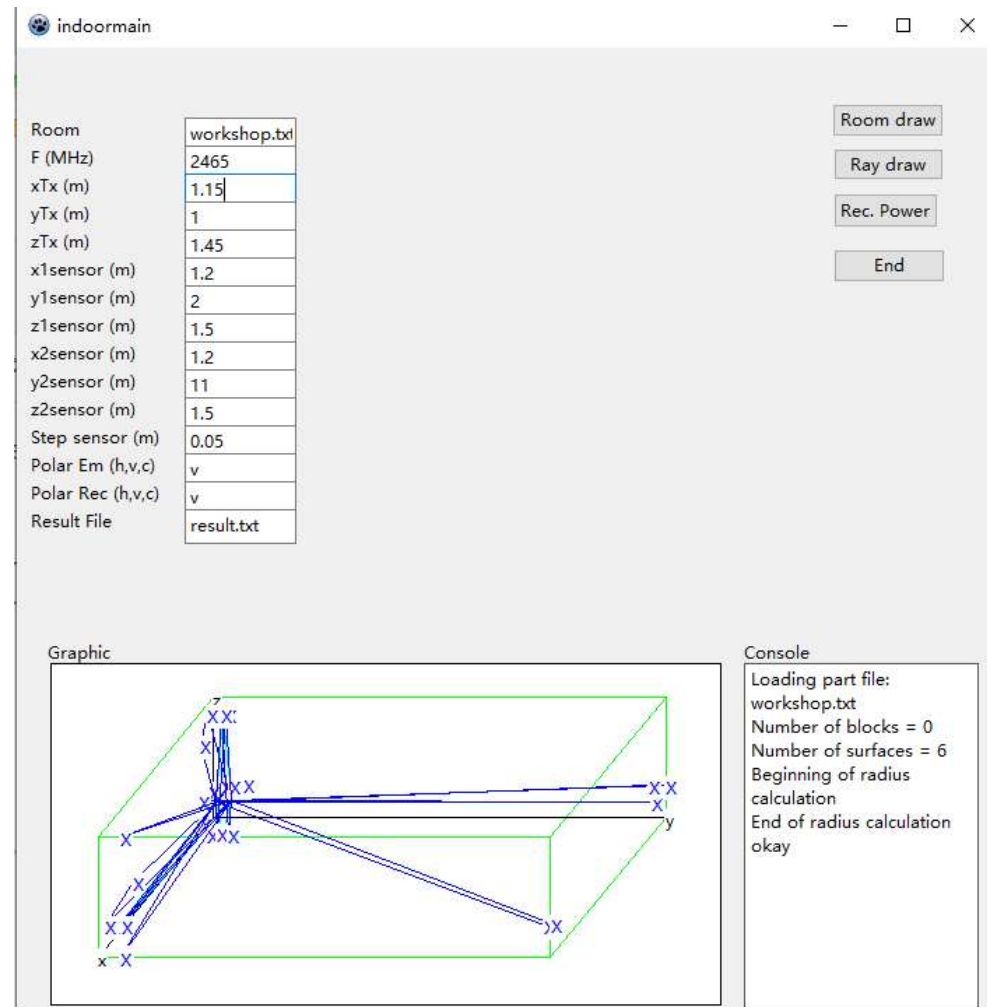 indoormain
Room workshop.txt
Room draw
F (MHz) 2465
xTx (m) 1.15
Ray draw
yTx (m) 1
Rec. Power
zTx (m) 1.45
x1sensor (m) 1.2
End
y1sensor (m) 2
z1sensor (m) 1.5
x2sensor (m) 1.2
y2sensor (m) 11
z2sensor (m) 1.5
Step sensor (m) 0.05
Polar Em (h,v,c) v
Polar Rec (h,v,c) v
Result File result.txt
Graphic
z
y
x
Console
Loading part file:
workshop.txt
Number of blocks = 0
Number of surfaces = 6
Beginning of radius
calculation
End of radius calculation
okay